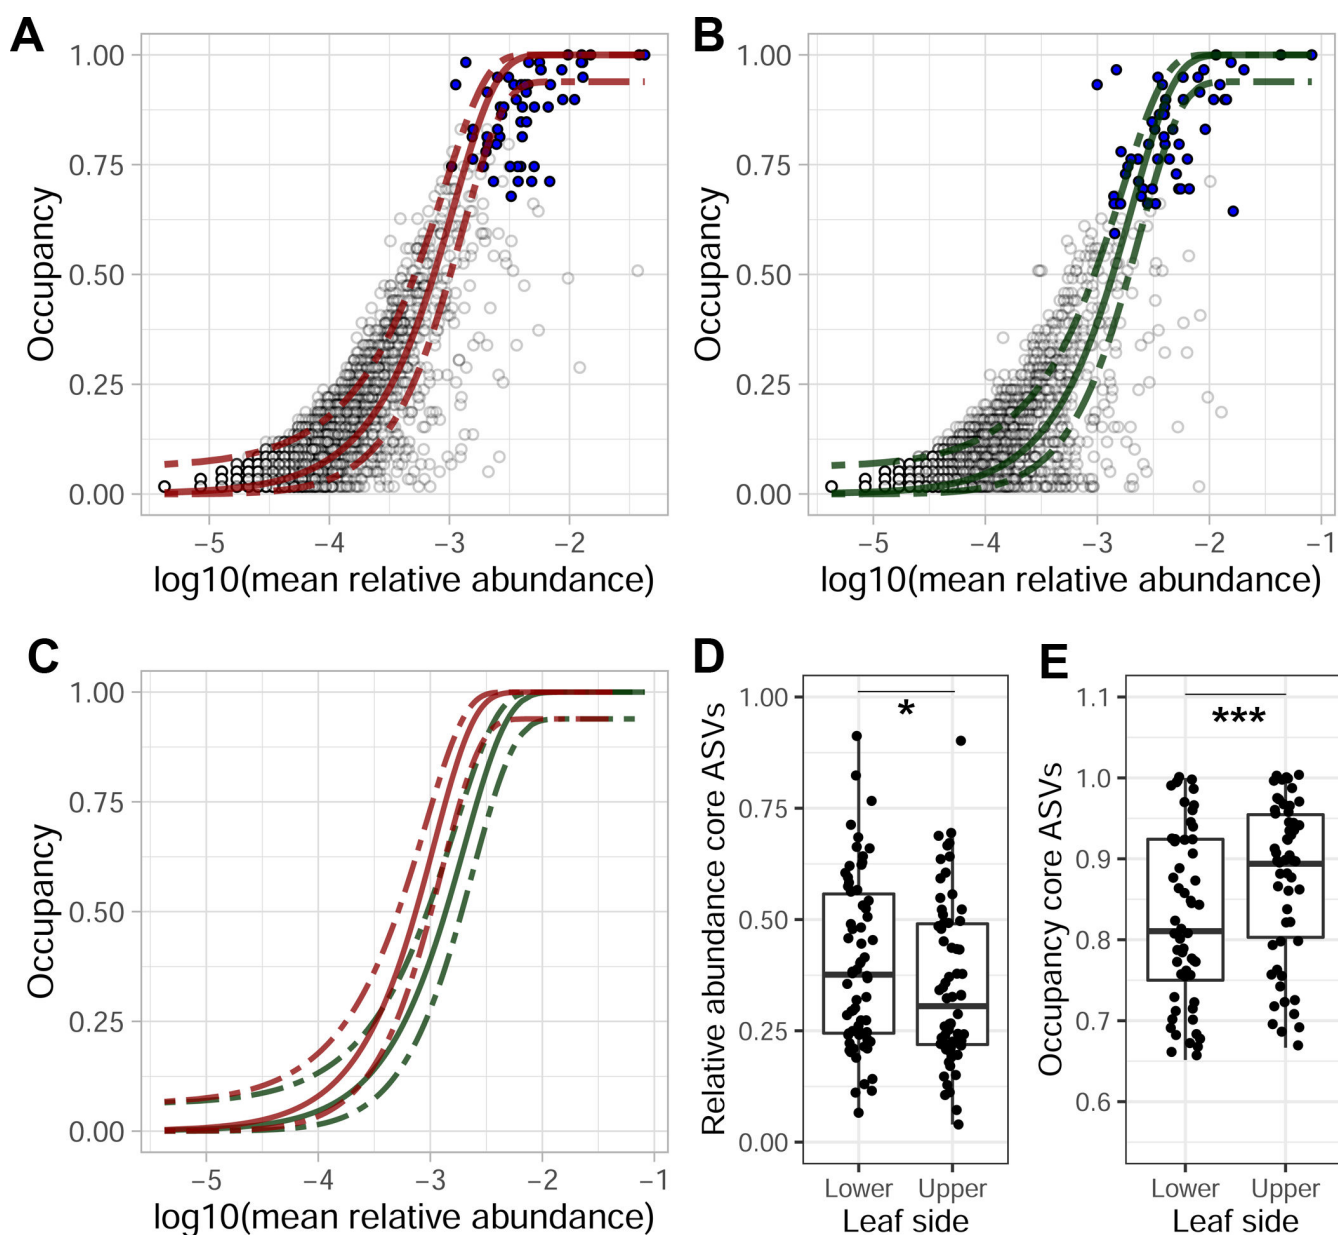 A
B
1.00
0.75
0.50
0.25
0.00
Occupancy
−5
−4
−3
−2
log10(mean relative abundance)
1.00
0.75
0.50
0.25
0.00
Occupancy
−5
−4
−3
−2
−1
log10(mean relative abundance)
C
D
E
1.00
0.75
0.50
0.25
0.00
Occupancy
−5
−4
−3
−2
−1
log10(mean relative abundance)
1.00
0.75
0.50
0.25
0.00
Relative abundance core ASVs
*
Lower
Upper
Leaf side
1.1
1.0
0.9
0.8
0.7
0.6
Occupancy core ASVs
***
Lower
Upper
Leaf side